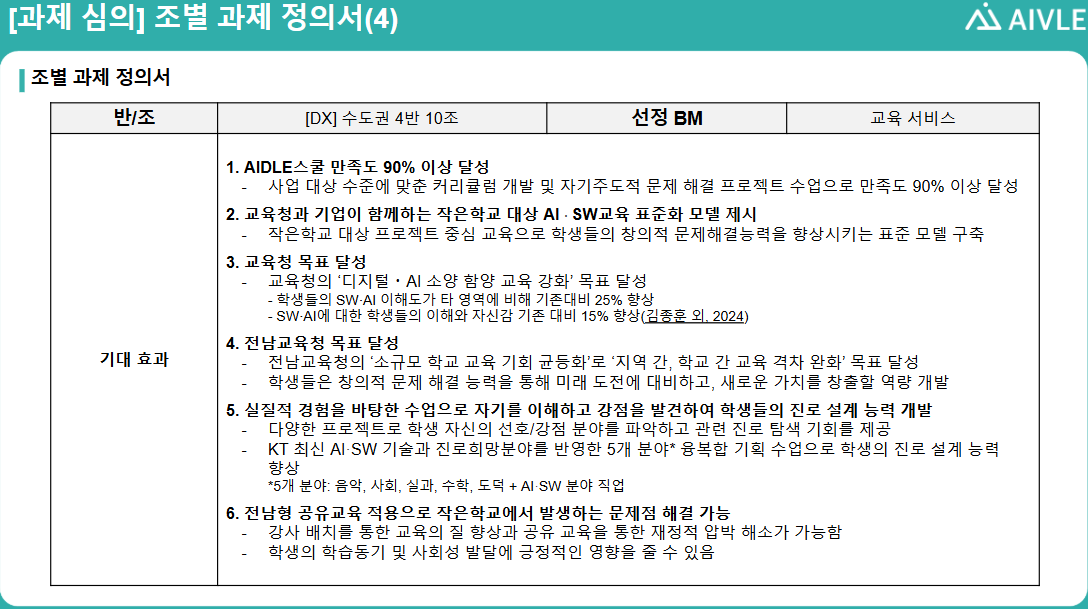 [과제 심의] 조별 과제 정의서(4)
AIVLE
조별 과제 정의서
반/조
[DX] 수도권 4반 10조
선정 BM
교육 서비스
기대 효과
1. AIDLE스쿨 만족도 90% 이상 달성
- 사업 대상 수준에 맞춘 커리큘럼 개발 및 자기주도적 문제 해결 프로젝트 수업으로 만족도 90% 이상 달성
2. 교육청과 기업이 함께하는 작은학교 대상 AI · SW교육 표준화 모델 제시
- 작은학교 대상 프로젝트 중심 교육으로 학생들의 창의적 문제해결능력을 향상시키는 표준 모델 구축
3. 교육청 목표 달성
- 교육청의 ‘디지털・AI 소양 함양 교육 강화’ 목표 달성
- 학생들의 SW·AI 이해도가 타 영역에 비해 기존대비 25% 향상
- SW·AI에 대한 학생들의 이해와 자신감 기존 대비 15% 향상(김종훈 외, 2024)
4. 전남교육청 목표 달성
- 전남교육청의 ‘소규모 학교 교육 기회 균등화’로 ‘지역 간, 학교 간 교육 격차 완화’ 목표 달성
- 학생들은 창의적 문제 해결 능력을 통해 미래 도전에 대비하고, 새로운 가치를 창출할 역량 개발
5. 실질적 경험을 바탕한 수업으로 자기를 이해하고 강점을 발견하여 학생들의 진로 설계 능력 개발
- 다양한 프로젝트로 학생 자신의 선호/강점 분야를 파악하고 관련 진로 탐색 기회를 제공
- KT 최신 AI·SW 기술과 진로희망분야를 반영한 5개 분야* 융복합 기획 수업으로 학생의 진로 설계 능력
향상
*5개 분야: 음악, 사회, 실과, 수학, 도덕 + AI·SW 분야 직업
6. 전남형 공유교육 적용으로 작은학교에서 발생하는 문제점 해결 가능
- 강사 배치를 통한 교육의 질 향상과 공유 교육을 통한 재정적 압박 해소가 가능함
- 학생의 학습동기 및 사회성 발달에 긍정적인 영향을 줄 수 있음